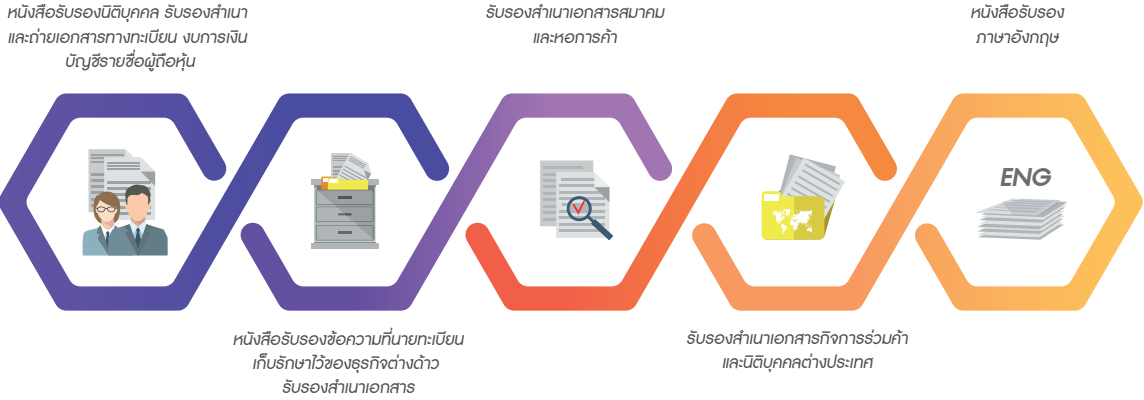 หนังสือรับรองนิติบุคคล รับรองสำเนา
และถ่ายเอกสารทางทะเบียน งบการเงิน
บัญชีรายชื่อผู้ถือหุ้น
หนังสือรับรองข้อความที่นายทะเบียน
เก็บรักษาไว้ของธุรกิจต่างด้าว
รับรองสำเนาเอกสาร
รับรองสำเนาเอกสารสมาคม
และหอการค้า
รับรองสำเนาเอกสารกิจการร่วมค้า
และนิติบุคคลต่างประเทศ
หนังสือรับรอง
ภาษาอังกฤษ
ENG